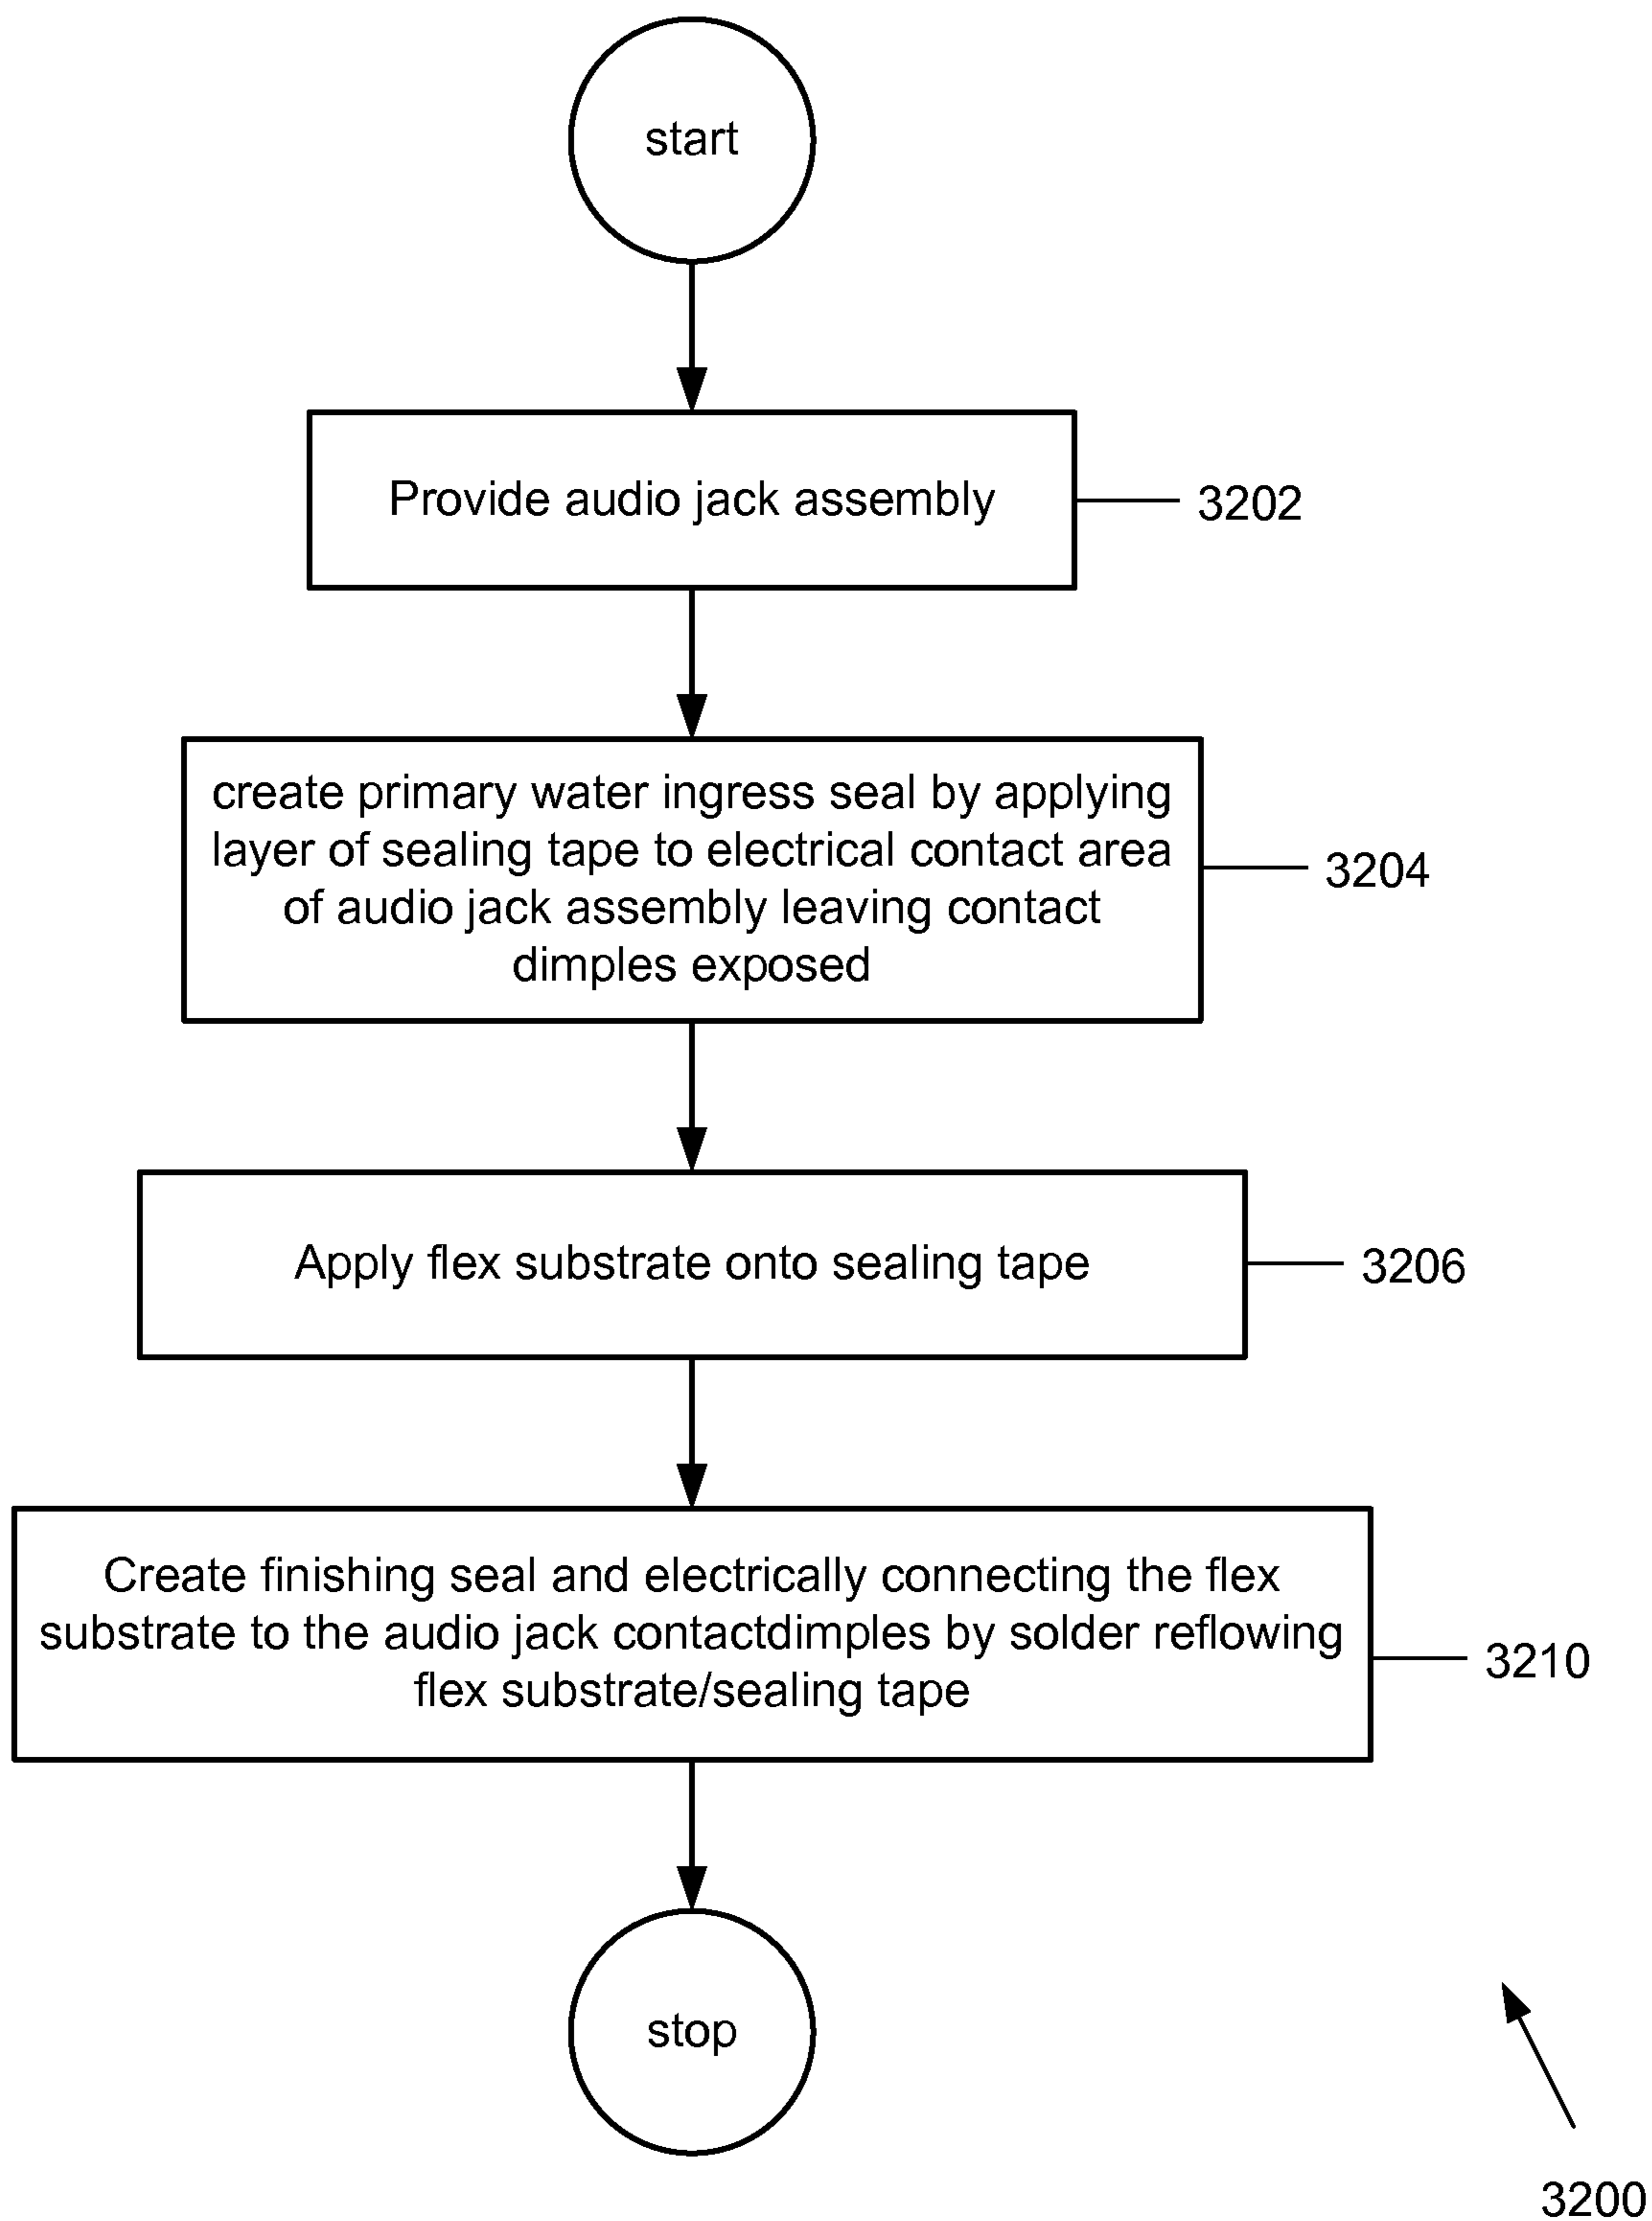 start
Provide audio jack assembly
3202
create primary water ingress seal by applying
layer of sealing tape to electrical contact area
of audio jack assembly leaving contact
dimples exposed
3204
Apply flex substrate onto sealing tape
3206
Create finishing seal and electrically connecting the flex
substrate to the audio jack contactdimples by solder reflowing
flex substrate/sealing tape
3210
stop
3200